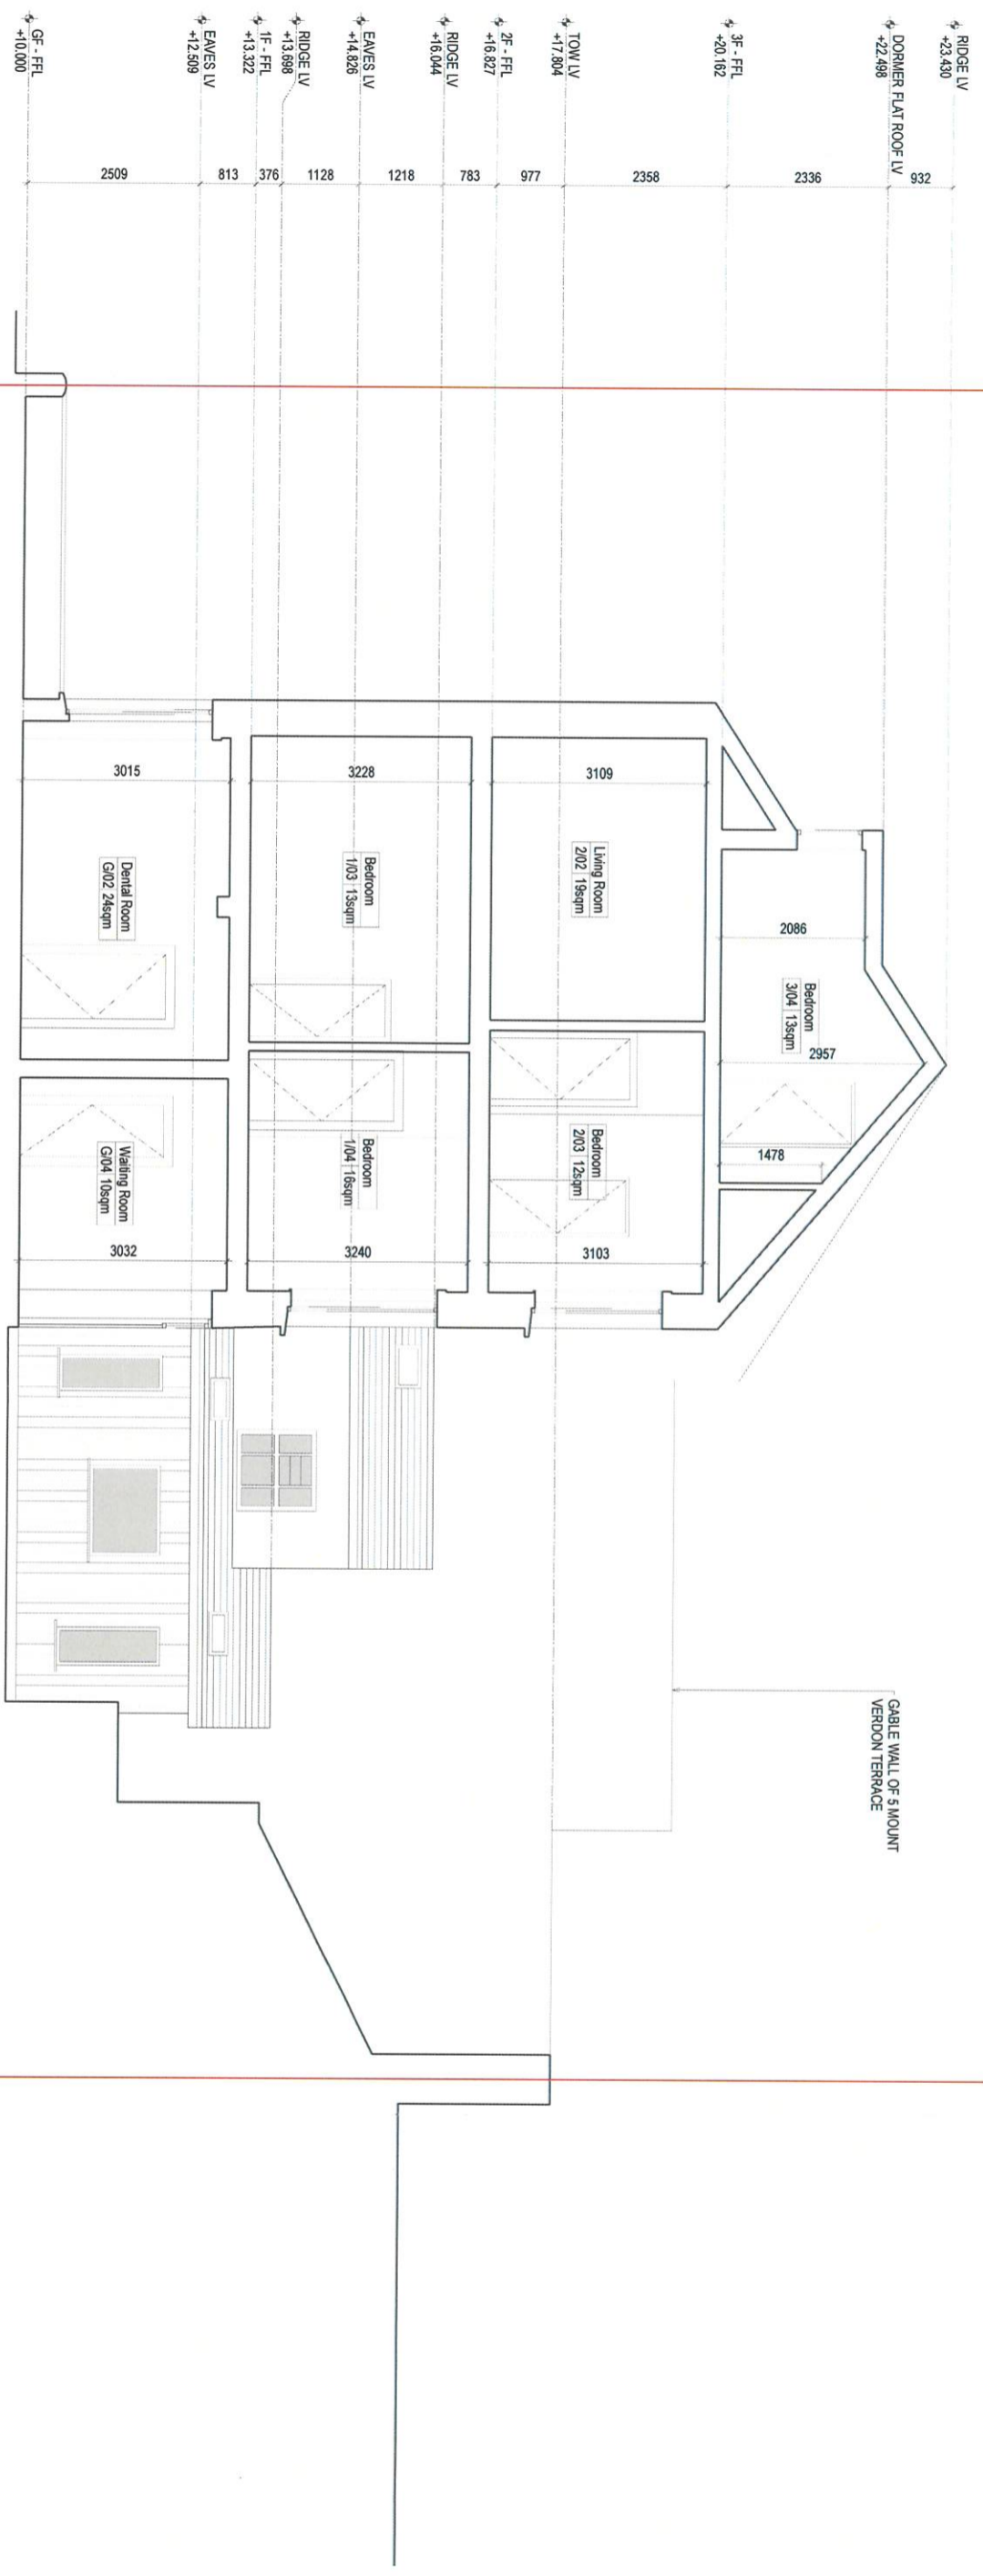 RIDGE LV
+23.430
DORMER FLAT ROOF LV
+22.498
3F - FFL
+20.162
TOW LV
+17.804
2F - FFL
+16.827
RIDGE LV
+16.044
EAVES LV
+14.826
RIDGE LV
+13.698
1F - FFL
+13.322
EAVES LV
+12.509
GF - FFL
+10.000
932
2336
2358
977
783
1218
1128
376
813
2509
2086
Bedroom
3/04 13sqm
2957
1478
3109
Living Room
2/02 19sqm
Bedroom
2/03 12sqm
3103
3228
Bedroom
1/03 13sqm
Bedroom
1/04 16sqm
3240
3015
Dental Room
G/02 24sqm
Waiting Room
G/04 10sqm
3032
GABLE WALL OF 5 MOUNT
VERDON TERRACE